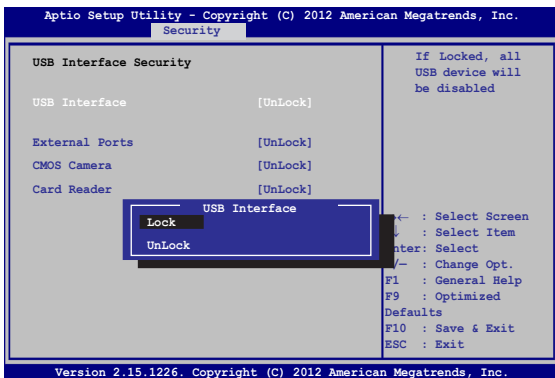 Aptio Setup Utility - Copyright (C) 2012 American Megatrends, Inc.
Security
USB Interface Security
USB Interface [UnLock]
External Ports [UnLock]
CMOS Camera [UnLock]
Card Reader [UnLock]
USB Interface
Lock
UnLock
If Locked, all
USB device will
be disabled
→← : Select Screen
↓ : Select Item
nter: Select
/— : Change Opt.
F1 : General Help
F9 : Optimized
Defaults
F10 : Save & Exit
ESC : Exit
Version 2.15.1226. Copyright (C) 2012 American Megatrends, Inc.